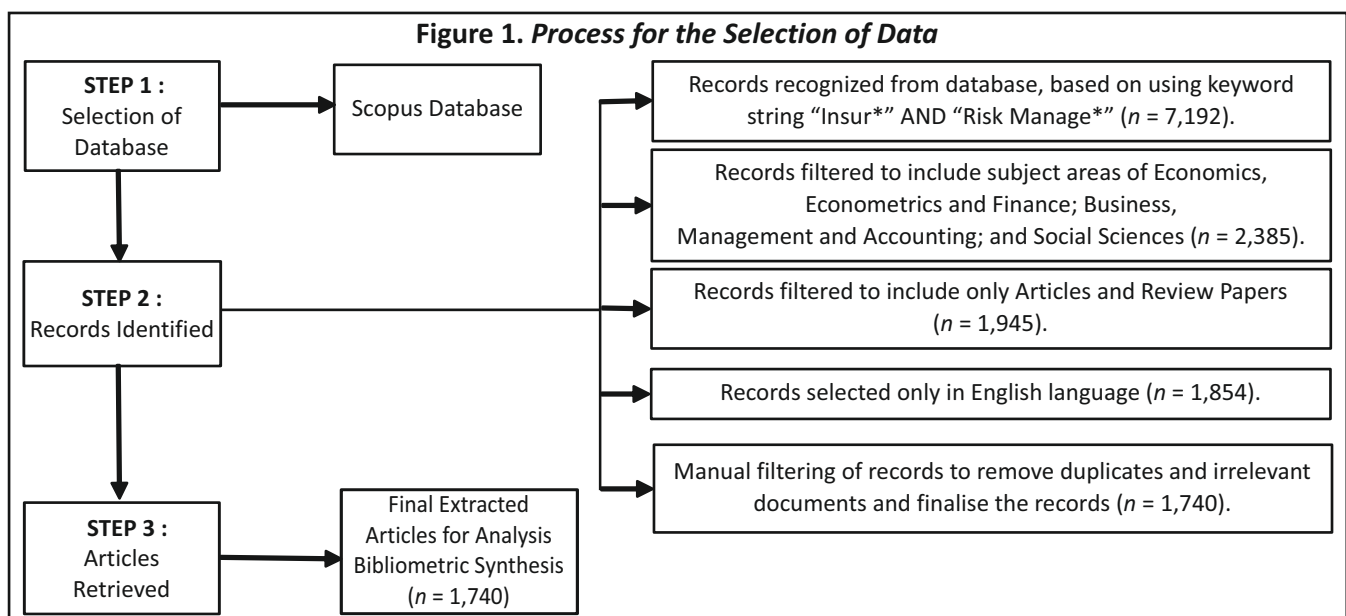 Figure 1. Process for the Selection of Data
STEP 1 :
Selection of
Database
Scopus Database
Records recognized from database, based on using keyword
string “Insur*” AND “Risk Manage*” (n = 7,192).
Records filtered to include subject areas of Economics,
Econometrics and Finance; Business,
Management and Accounting; and Social Sciences (n = 2,385).
STEP 2 :
Records Identified
Records filtered to include only Articles and Review Papers
(n = 1,945).
Records selected only in English language (n = 1,854).
Manual filtering of records to remove duplicates and irrelevant
documents and finalise the records (n = 1,740).
STEP 3 :
Articles
Retrieved
Final Extracted
Articles for Analysis
Bibliometric Synthesis
(n = 1,740)